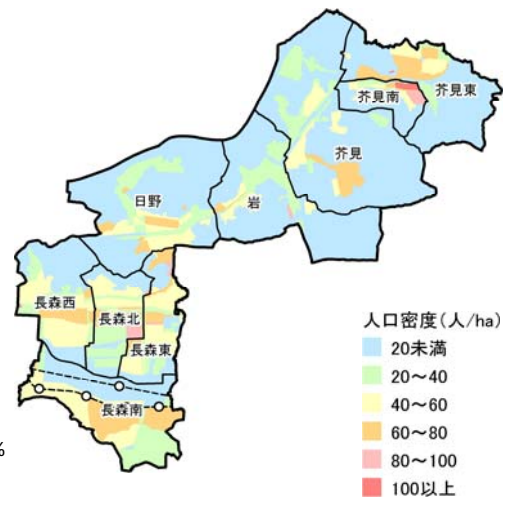 芥見東
芥見南
芥見
日野
岩
長森西
長森北
長森東
長森南
%
人口密度(人/ha)
20未満
20～40
40～60
60～80
80～100
100以上